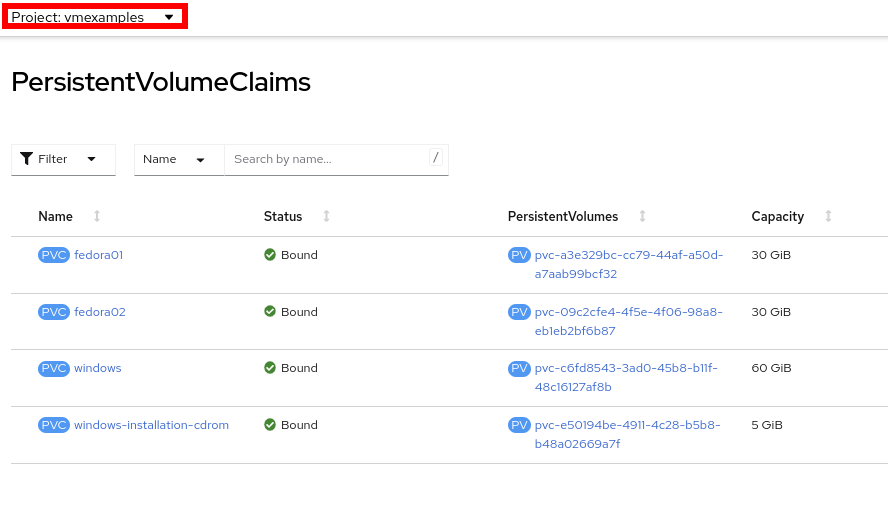 Project: vmexamples
PersistentVolumeClaims
Filter Name Search by name... /
Name Status PersistentVolumes Capacity
PVC fedora01 Bound PV pvc-a3e329bc-cc79-44af-a50d- 30 GiB
a7aab99bcf32
PVC fedora02 Bound PV pvc-09c2cfe4-4f5e-4f06-98a8- 30 GiB
eb1eb2bf6b87
PVC windows Bound PV pvc-c6fd8543-3ad0-45b8-b11f- 60 GiB
48c16127af8b
PVC windows-installation-cdrom Bound PV pvc-e50194be-4911-4c28-b5b8- 5 GiB
b48a02669a7f